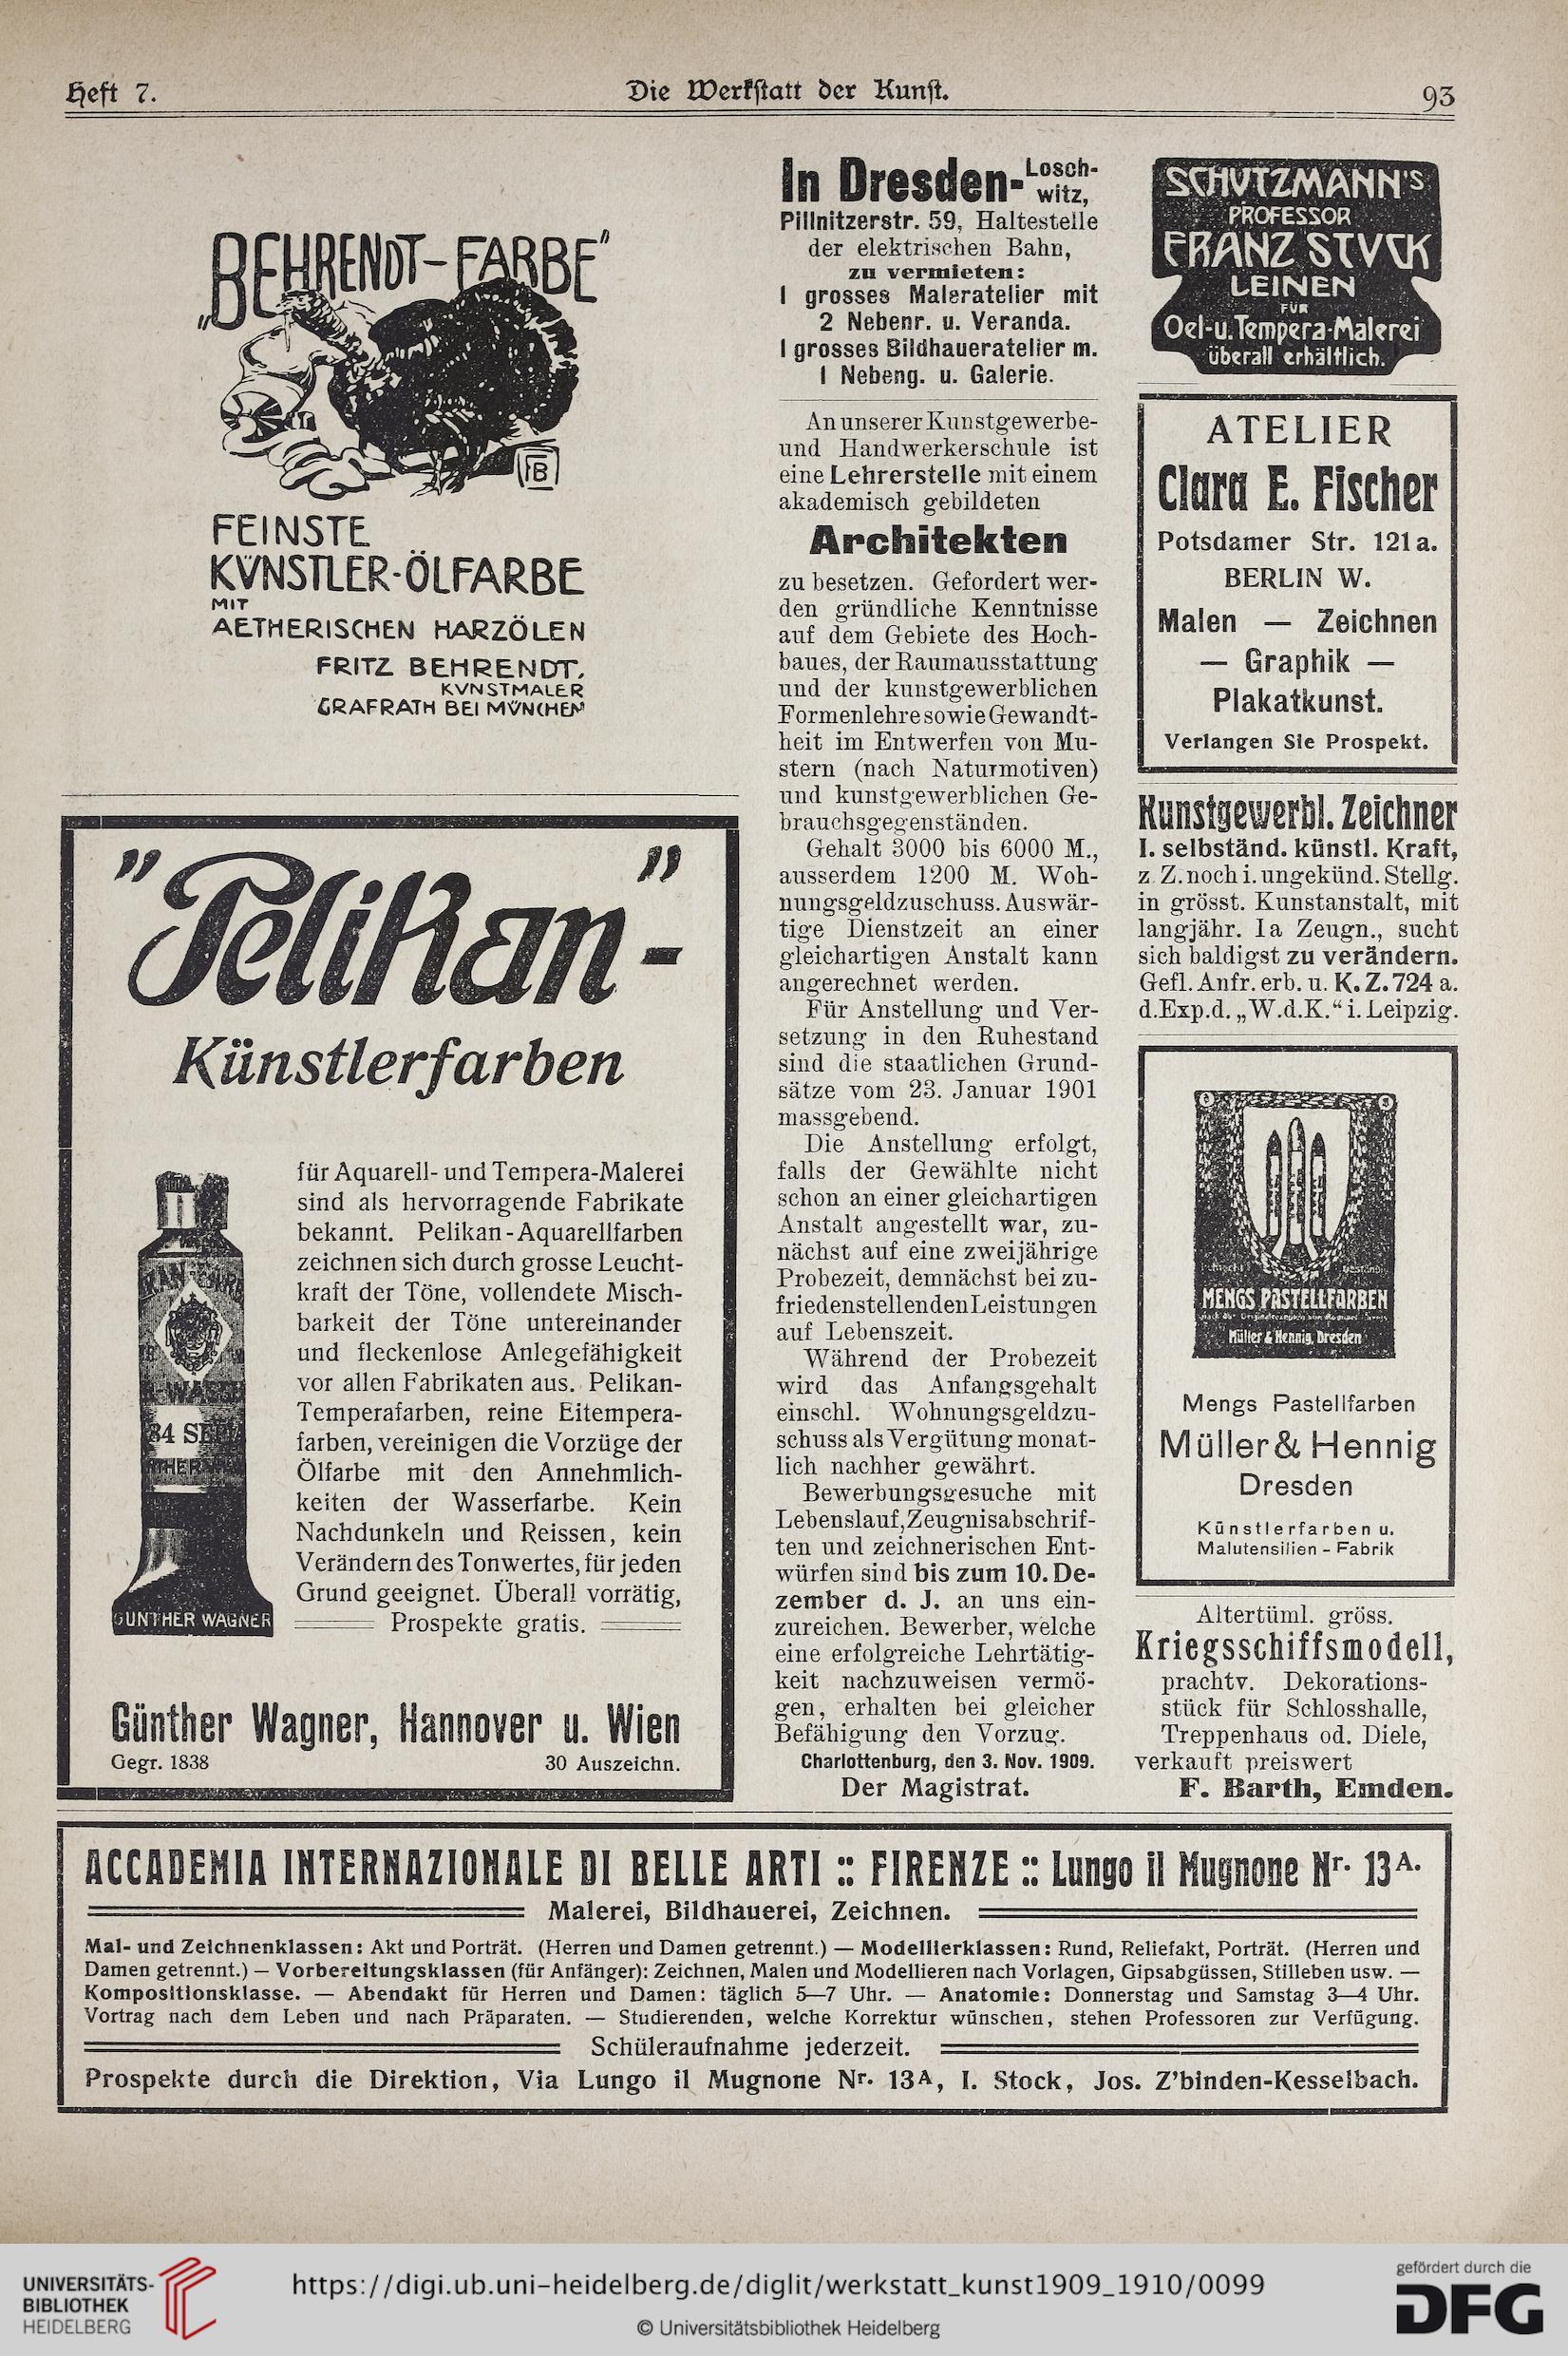 Heft 7.
Die Werkstatt der Kunst.
93
„BEHRENDT-FARBE"
FB
FEINSTE
KÜNSTLER-ÖLFARBE
MIT
AETHERISCHEN HARZÖLEN
FRITZ BEHRENDT,
KUNSTMALER
GRAFRATH BEI MÜNCHEN
"Pelikan-"
Künstlerfarben
für Aquarell- und Tempera-Malerei
sind als hervorragende Fabrikate
bekannt. Pelikan-Aquarellfarben
zeichnen sich durch grosse Leucht-
kraft der Töne, vollendete Misch-
barkeit der Töne untereinander
und fleckenlose Anlegefähigkeit
vor allen Fabrikaten aus. Pelikan-
Temperafarben, reine Eitempera-
farben, vereinigen die Vorzüge der
Ölfarbe mit den Annehmlich-
keiten der Wasserfarbe. Kein
Nachdunkeln und Reissen, kein
Verändern des Tonwertes, für jeden
Grund geeignet. Überall vorrätig,
Prospekte gratis.
34 SEPIA
GÜNTHER WAGNER
Günther Wagner, Hannover u. Wien
Gegr. 1838
30 Auszeichn.
In Dresden-Losch-
witz,
Pillnitzerstr. 59, Haltestelle
der elektrischen Bahn,
zu vermieten:
1 grosses Maleratelier mit
2 Nebenr. u. Veranda.
1 grosses Bildhaueratelier m.
1 Nebeng. u. Galerie.
An unserer Kunstgewerbe-
und Handwerkerschule ist
eine Lehrerstelle mit einem
akademisch gebildeten
Architekten
zu besetzen. Gefordert wer-
den gründliche Kenntnisse
auf dem Gebiete des Hoch-
baues, der Raumausstattung
und der kunstgewerblichen
Formenlehre sowie Gewandt-
heit im Entwerfen von Mu-
stern (nach Naturmotiven)
und kunstgewerblichen Ge-
brauchsgegenständen.
Gehalt 3000 bis 6000 M.,
ausserdem 1200 M. Woh-
nungsgeldzuschuss. Auswär-
tige Dienstzeit an einer
gleichartigen Anstalt kann
angerechnet werden.
Für Anstellung und Ver-
setzung in den Ruhestand
sind die staatlichen Grund-
sätze vom 23. Januar 1901
massgebend.
Die Anstellung erfolgt,
falls der Gewählte nicht
schon an einer gleichartigen
Anstalt angestellt war, zu-
nächst auf eine zweijährige
Probezeit, demnächst bei zu-
friedenstellenden Leistungen
auf Lebenszeit.
Während der Probezeit
wird das Anfangsgehalt
einschl. Wohnungsgeldzu-
schuss als Vergütung monat-
lich nachher gewährt.
Bewerbungsgesuche mit
Lebenslauf, Zeugnisabschrif-
ten und zeichnerischen Ent-
würfen sind bis zum 10. De-
zember d. J. an uns ein-
zureichen. Bewerber, welche
eine erfolgreiche Lehrtätig-
keit nachzuweisen vermö-
gen, erhalten bei gleicher
Befähigung den Vorzug.
Charlottenburg, den 3. Nov. 1909.
Der Magistrat.
SCHUTZMANN'S
PROFESSOR
FRANZ STUCK
LEINEN
FÜR
Oel-u. Tempera-Malerei
überall erhältlich.
ATELIER
Clara E. Fischer
Potsdamer Str. 121a.
BERLIN W.
Malen — Zeichnen
— Graphik —
Plakatkunst.
Verlangen Sie Prospekt.
Kunstgewerbl. Zeichner
I. selbständ. künstl. Kraft,
z. Z. noch i. ungekünd. Stellg.
in grösst. Kunstanstalt, mit
langjähr. Ia Zeugn., sucht
sich baldigst zu verändern.
Gefl. Anfr. erb. u. K. Z. 724 a.
d. Exp. d. „W. d. K." i. Leipzig.
MENGS PASTELLFARBEN
Müller & Hennig, Dresden
Mengs Pastellfarben
Müller & Hennig
Dresden
Künstlerfarben u.
Malutensilien - Fabrik
Altertüml. gröss.
Kriegsschiffsmodell,
prachtv. Dekorations-
stück für Schlosshalle,
Treppenhaus od. Diele,
verkauft preiswert
F. Barth, Emden.
ACCADEMIA INTERNAZIONALE DI BELLE ARTI :: FIRENZE :: Lungo il Mugnone Nr. 13A.
Malerei, Bildhauerei, Zeichnen.
Mal- und Zeichnenklassen: Akt und Porträt. (Herren und Damen getrennt.) — Modellierklassen: Rund, Reliefakt, Porträt. (Herren und
Damen getrennt.) — Vorbereitungsklassen (für Anfänger): Zeichnen, Malen und Modellieren nach Vorlagen, Gipsabgüssen, Stilleben usw. —
Kompositionsklasse. — Abendakt für Herren und Damen: täglich 5—7 Uhr. — Anatomie: Donnerstag und Samstag 3—4 Uhr.
Vortrag nach dem Leben und nach Präparaten. — Studierenden, welche Korrektur wünschen, stehen Professoren zur Verfügung.
Schüleraufnahme jederzeit.
Prospekte durch die Direktion, Via Lungo il Mugnone Nr. 13A, I. Stock, Jos. Z'binden-Kesselbach.
UNIVERSITÄTS-
BIBLIOTHEK
HEIDELBERG
https://digi.ub.uni-heidelberg.de/diglit/werkstatt_kunst1909_1910/0099
© Universitätsbibliothek Heidelberg
gefördert durch die
DFG